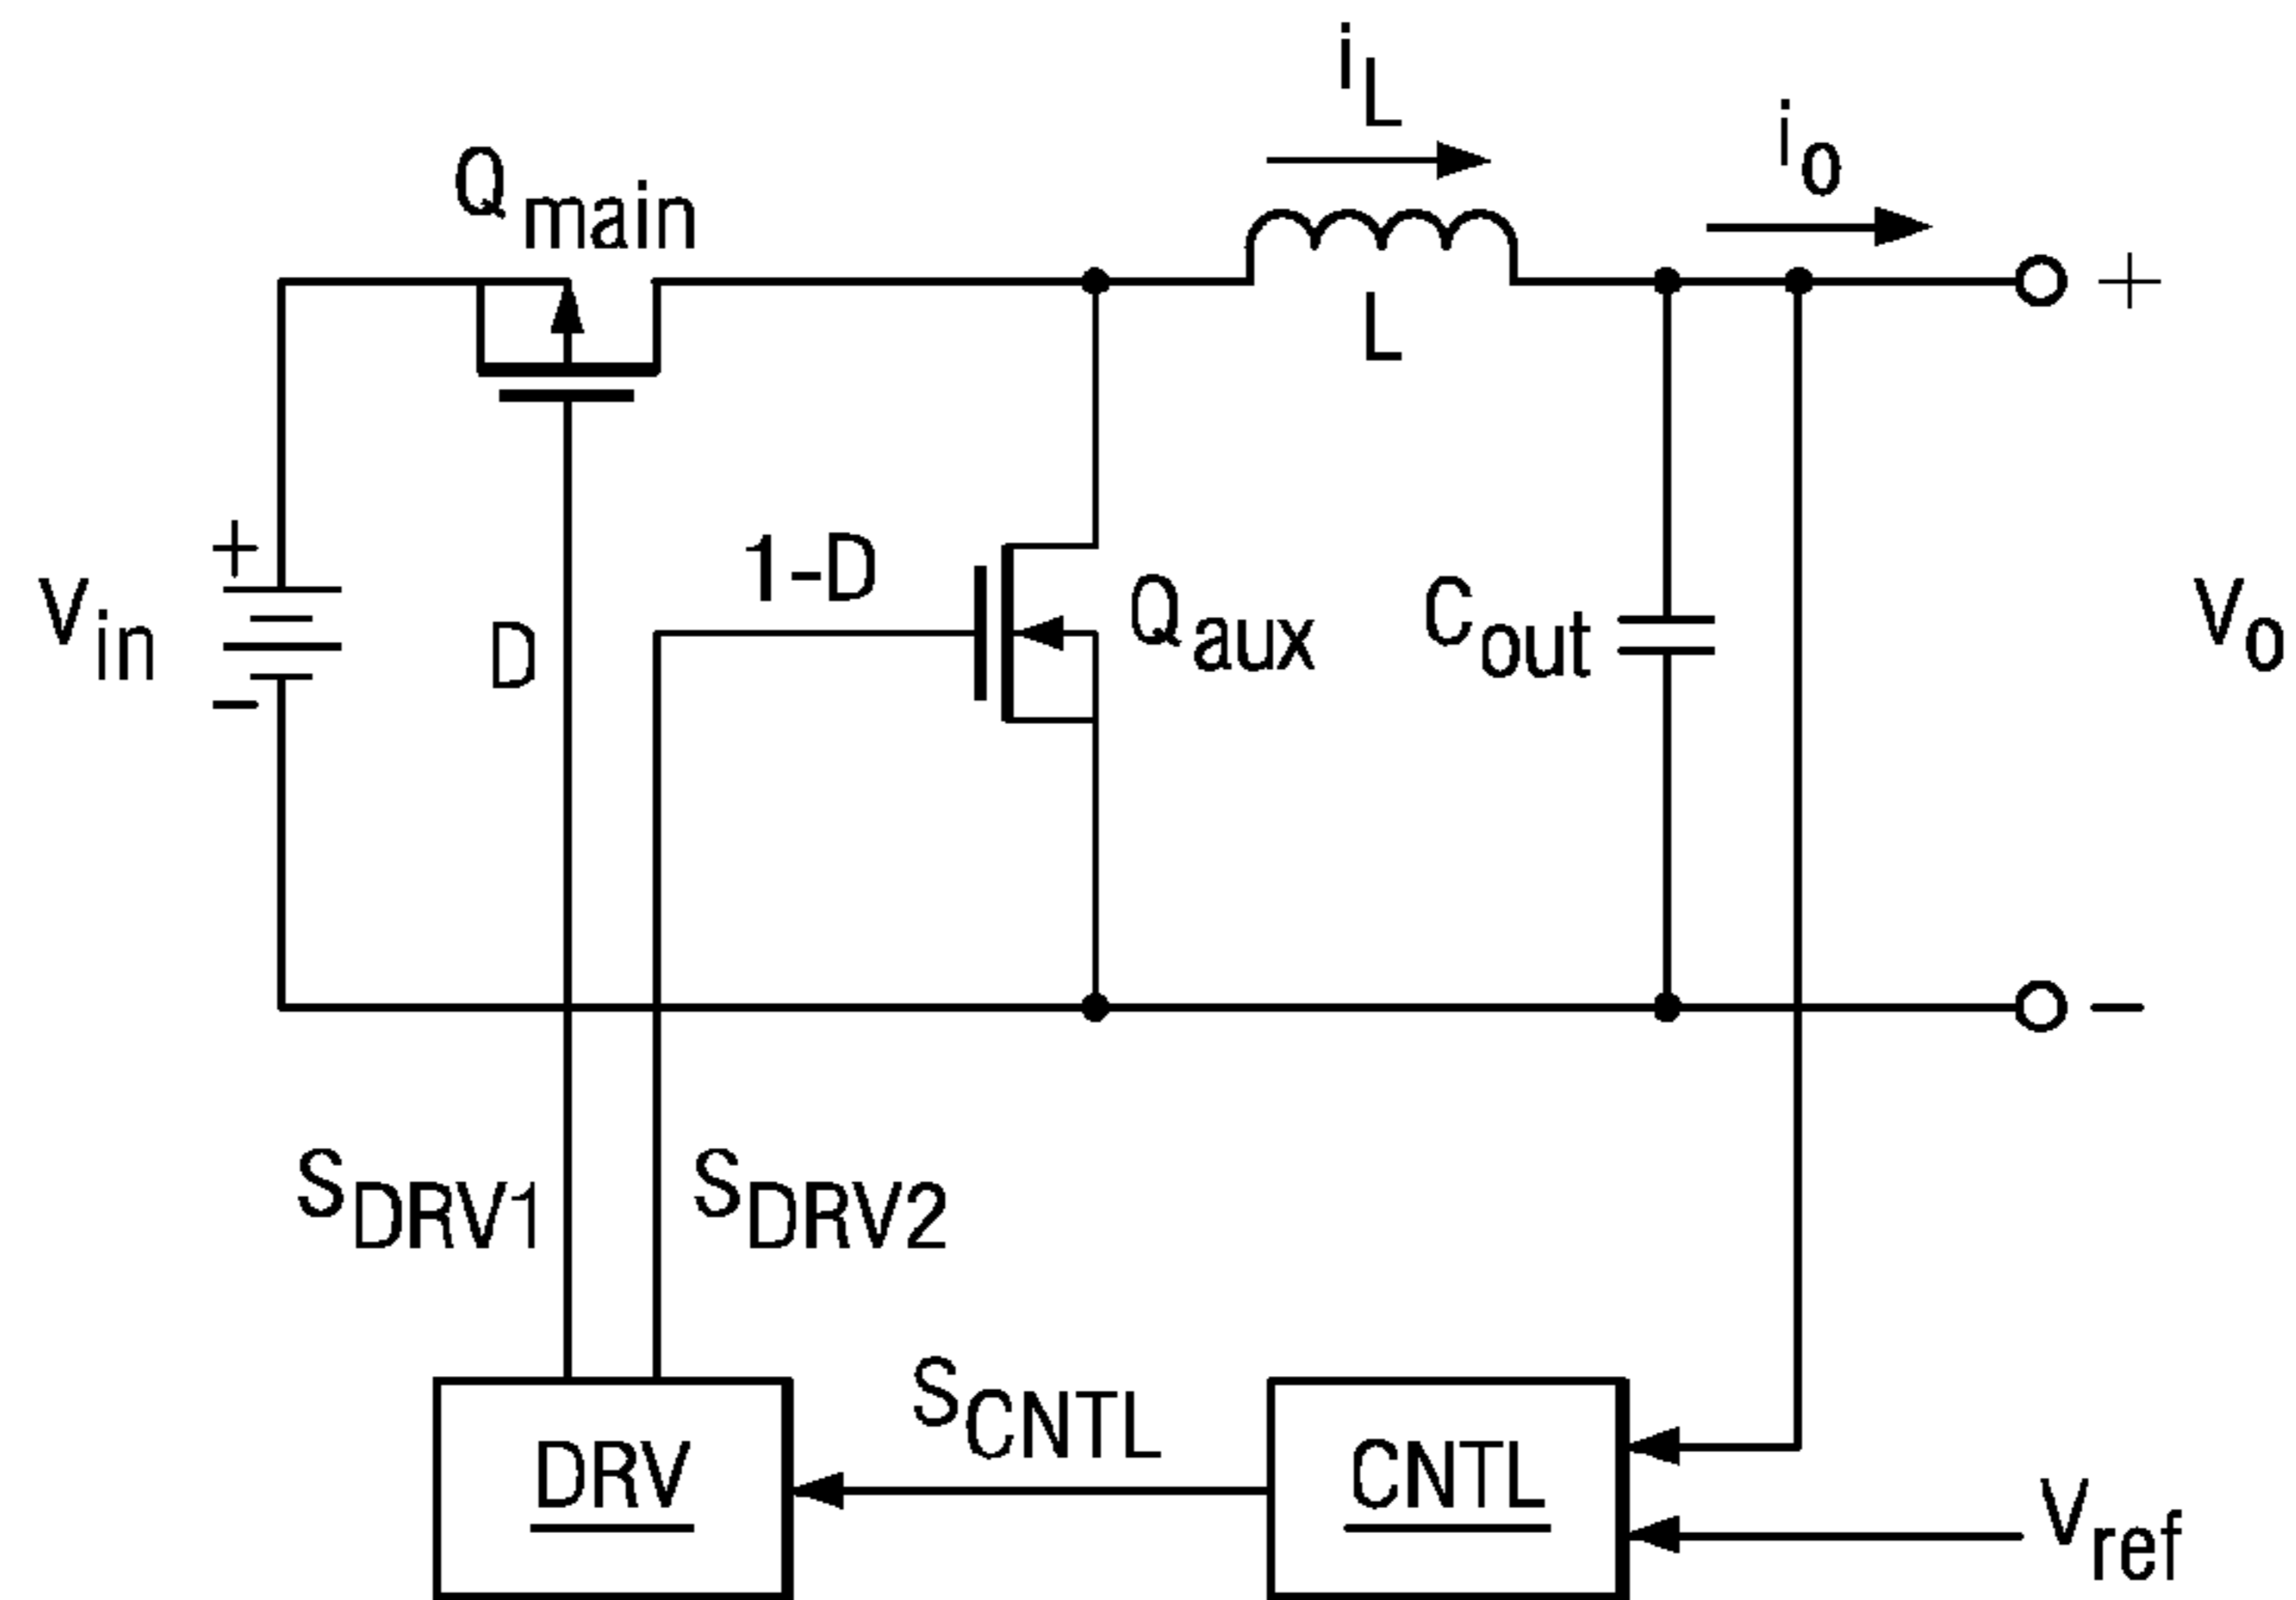 iL
io
Qmain
+
L
+
Vin
D
1-D
Qaux
Cout
Vo
−
−
SDRV1
SDRV2
SCNTL
DRV
CNTL
Vref